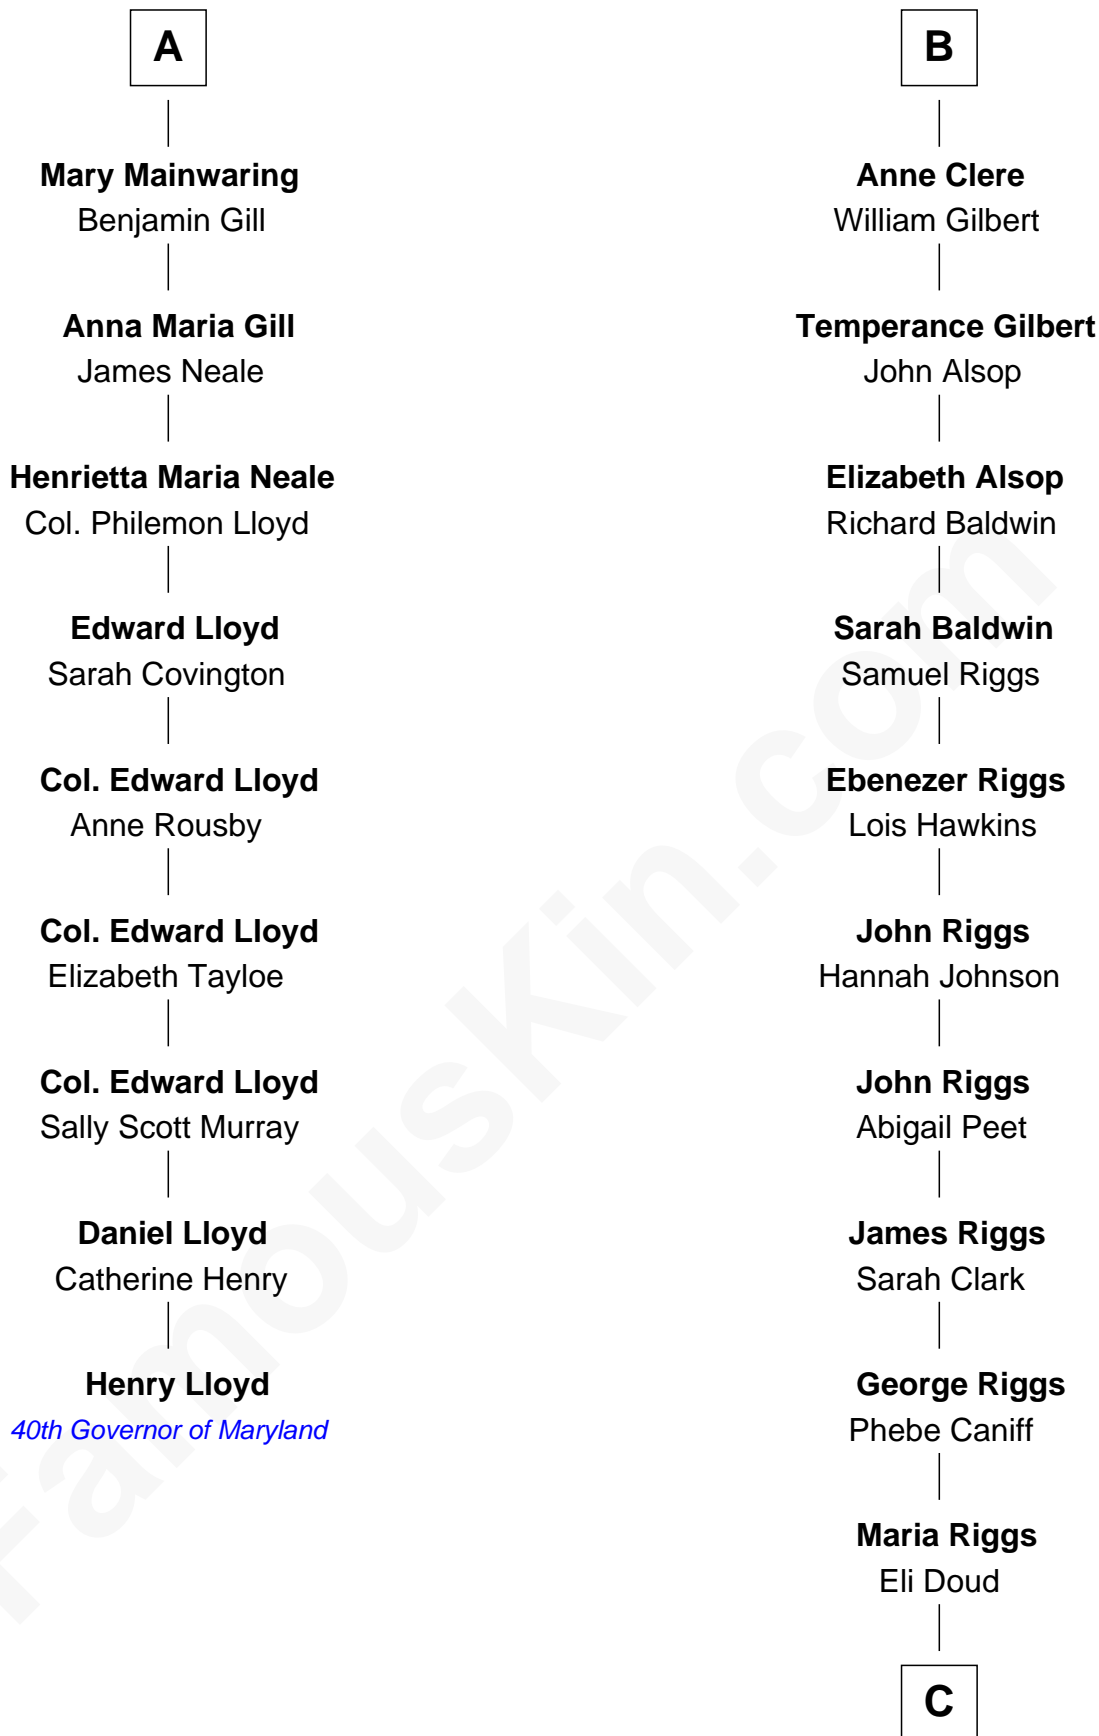 A
Mary Mainwaring
Benjamin Gill
Anna Maria Gill
James Neale
Henrietta Maria Neale
Col. Philemon Lloyd
Edward Lloyd
Sarah Covington
Col. Edward Lloyd
Anne Rousby
Col. Edward Lloyd
Elizabeth Tayloe
Col. Edward Lloyd
Sally Scott Murray
Daniel Lloyd
Catherine Henry
Henry Lloyd
40th Governor of Maryland
B
Anne Clere
William Gilbert
Temperance Gilbert
John Alsop
Elizabeth Alsop
Richard Baldwin
Sarah Baldwin
Samuel Riggs
Ebenezer Riggs
Lois Hawkins
John Riggs
Hannah Johnson
John Riggs
Abigail Peet
James Riggs
Sarah Clark
George Riggs
Phebe Caniff
Maria Riggs
Eli Doud
C
FamousKin.com